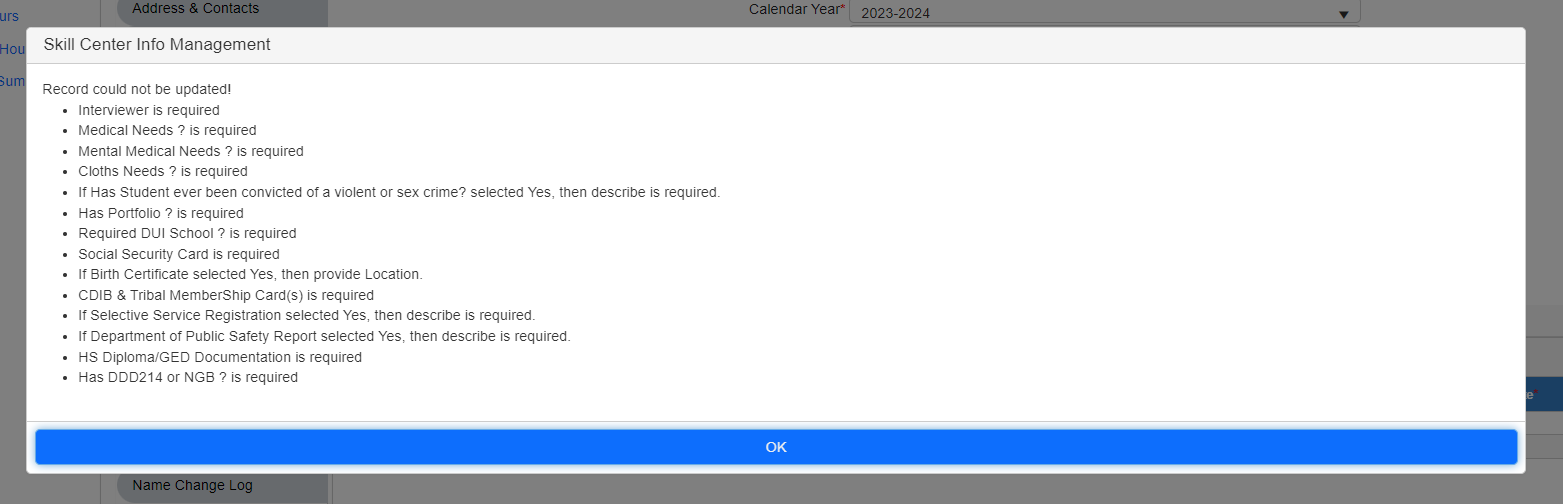 Address & Contacts
Calendar Year* 2023-2024
urs
Hou
Sum
Skill Center Info Management
Record could not be updated!
Interviewer is required
Medical Needs ? is required
Mental Medical Needs ? is required
Cloths Needs ? is required
If Has Student ever been convicted of a violent or sex crime? selected Yes, then describe is required.
Has Portfolio ? is required
Required DUI School ? is required
Social Security Card is required
If Birth Certificate selected Yes, then provide Location.
CDIB & Tribal MemberShip Card(s) is required
If Selective Service Registration selected Yes, then describe is required.
If Department of Public Safety Report selected Yes, then describe is required.
HS Diploma/GED Documentation is required
Has DDD214 or NGB ? is required
e*
OK
Name Change Log